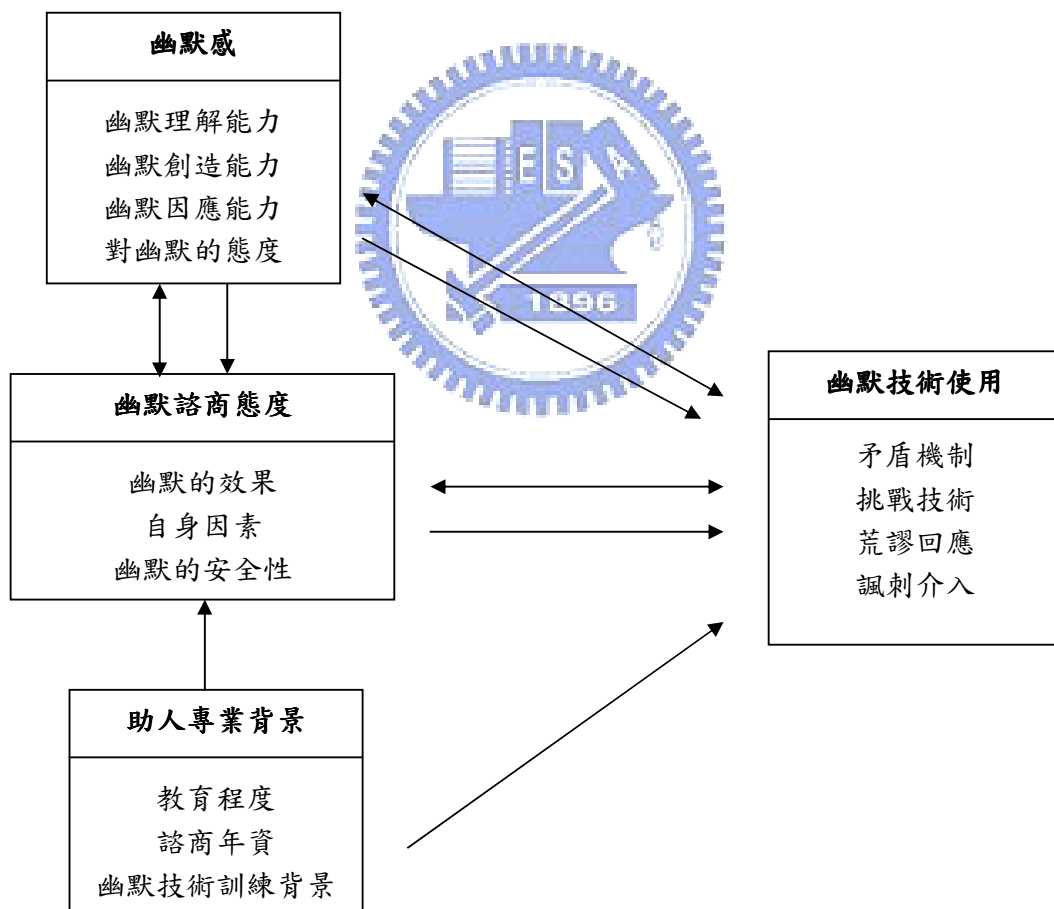 幽默感
幽默理解能力
幽默創造能力
幽默因應能力
對幽默的態度
E S A
1896
幽默諮商態度
幽默的效果
自身因素
幽默的安全性
幽默技術使用
矛盾機制
挑戰技術
荒謬回應
諷刺介入
助人專業背景
教育程度
諮商年資
幽默技術訓練背景